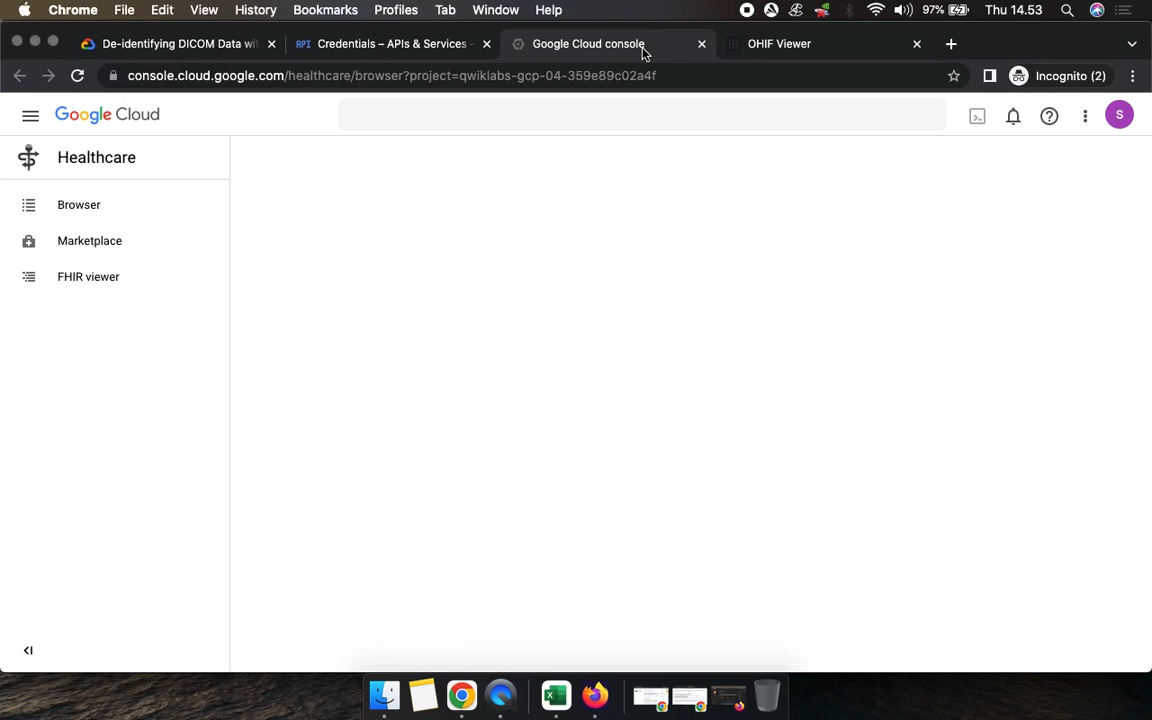 Chrome File Edit View History Bookmarks Profiles Tab Window Help 97% Thu 14.53
De-identifying DICOM Data wit API Credentials – APIs & Services - Google Cloud console OHIF Viewer
console.cloud.google.com/healthcare/browser?project=qwiklabs-gcp-04-359e89c02a4f Incognito (2)
Google Cloud S
Healthcare
Browser
Marketplace
FHIR viewer